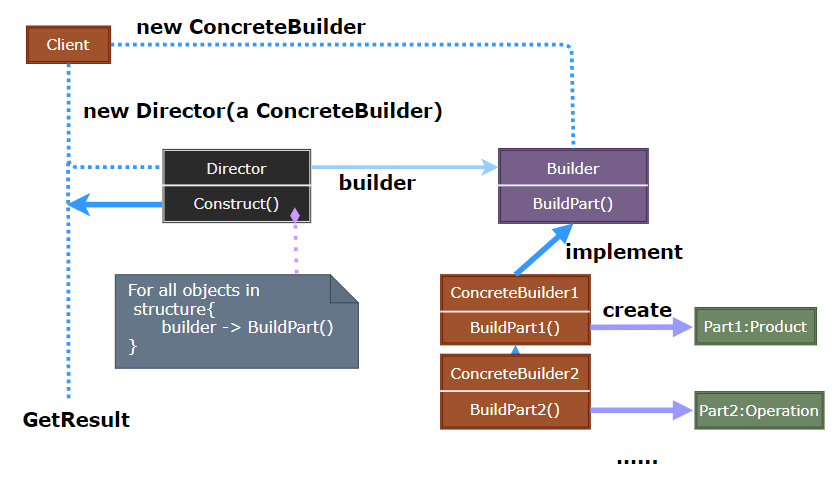 new ConcreteBuilder
Client
new Director(a ConcreteBuilder)
Director
Construct()
builder
Builder
BuildPart()
implement
For all objects in
structure{
builder -> BuildPart()
}
ConcreteBuilder1
BuildPart1()
create
Part1:Product
ConcreteBuilder2
BuildPart2()
Part2:Operation
GetResult
......